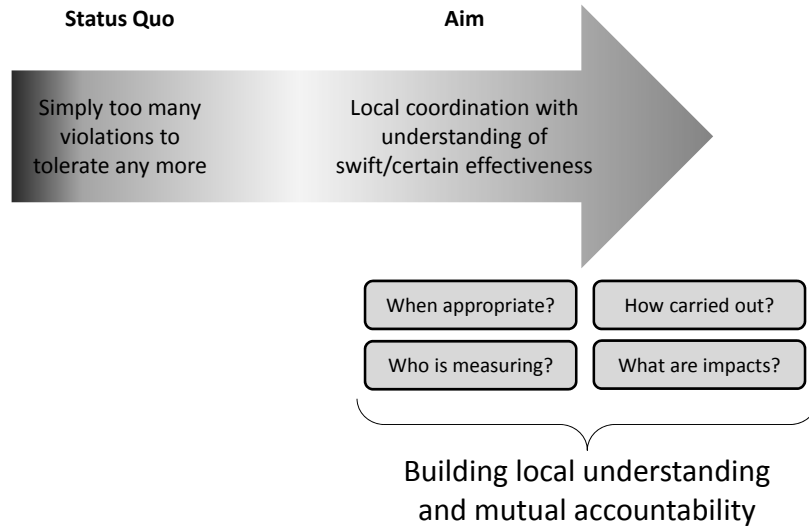 Status Quo
Aim
Simply too many
violations to
tolerate any more
Local coordination with
understanding of
swift/certain effectiveness
When appropriate?
How carried out?
Who is measuring?
What are impacts?
Building local understanding
and mutual accountability